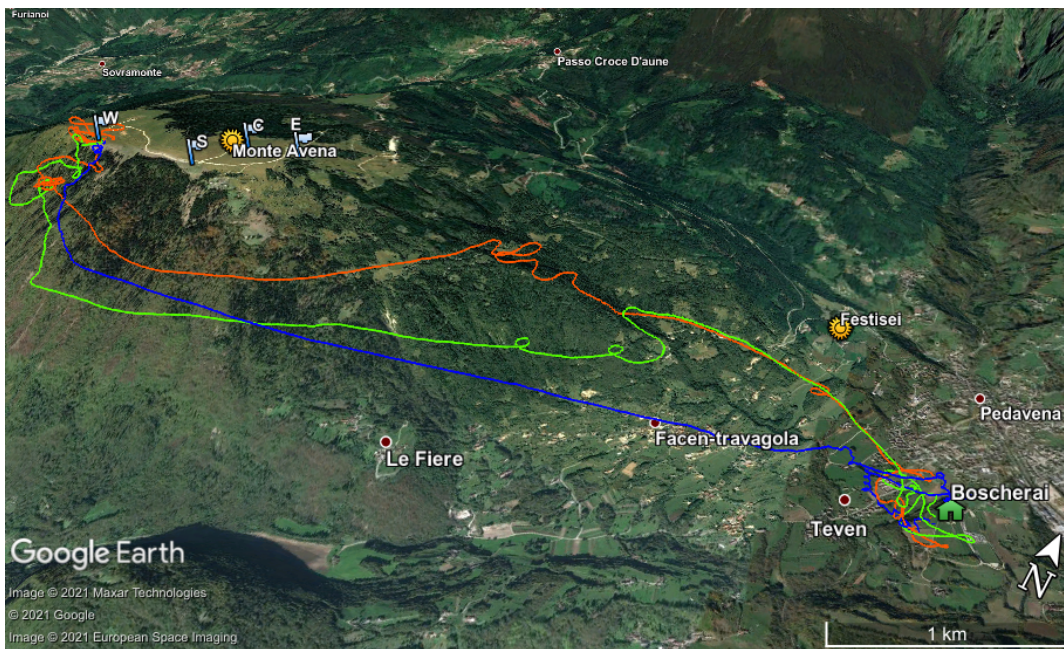 Furianoi
Sovramonte
Passo Croce D'aune
W
S
C
E
Monte Avena
Festisei
Pedavena
Facen-travagola
Le Fiere
Boscherai
Teven
Google Earth
N
Image © 2021 Maxar Technologies
© 2021 Google
Image © 2021 European Space Imaging
1 km